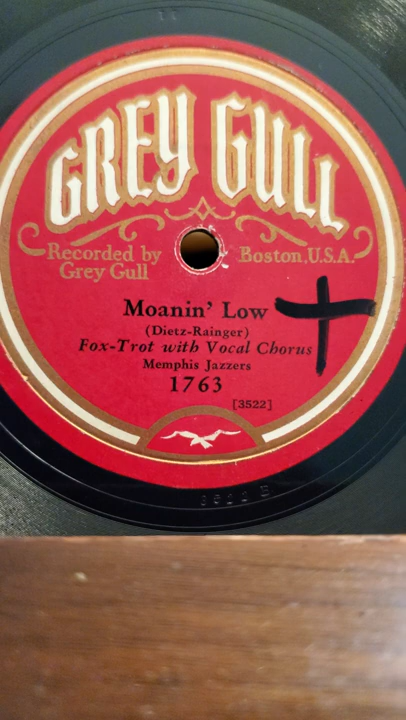 GREY GULL
Recorded by Grey Gull
Boston, U.S.A.
Moanin' Low
(Dietz-Rainger)
Fox-Trot with Vocal Chorus
Memphis Jazzers
1763
[3522]